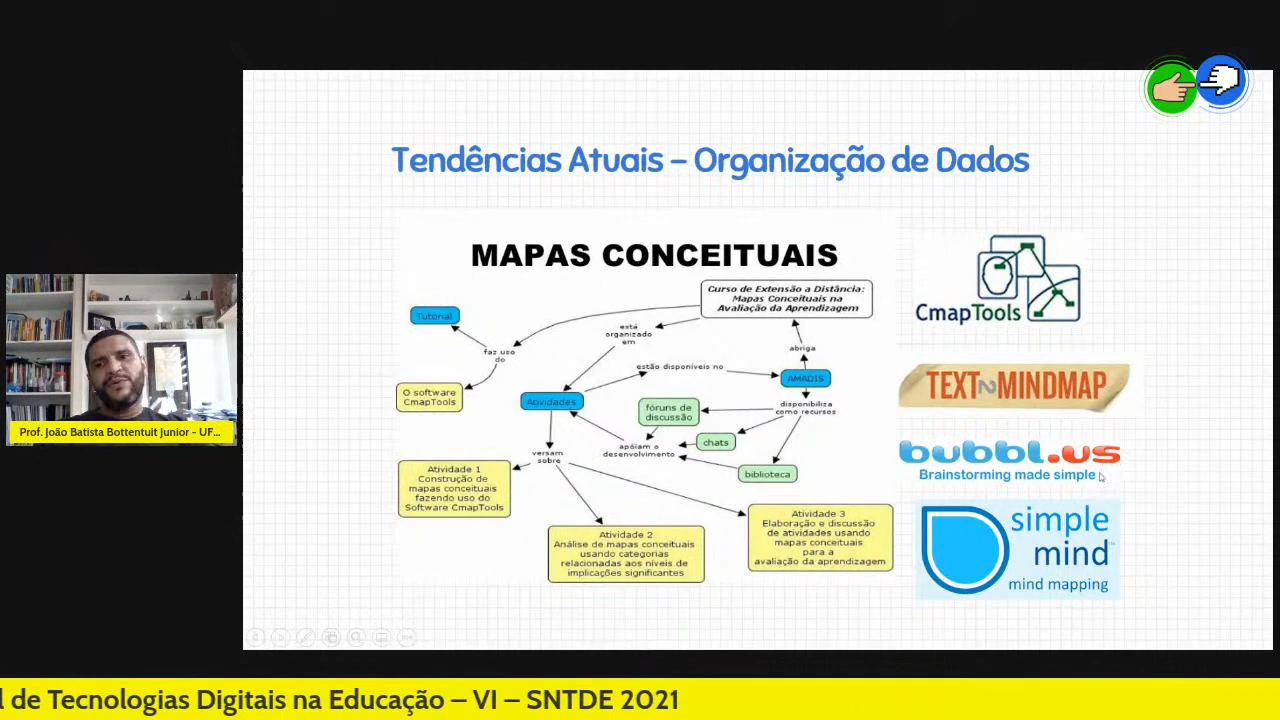 Tendências Atuais – Organização de Dados
MAPAS CONCEITUAIS
Curso de Extensão a Distância:
Mapas Conceituais na
Avaliação da Aprendizagem
Tutorial
está
organizado
em
faz uso
do
abriga
estão disponíveis no
AMADIS
O software
CmapTools
Atividades
fóruns de
discussão
disponibiliza
como recursos
chats
apóiam o
desenvolvimento
versam
sobre
biblioteca
Atividade 1
Construção de
mapas conceituais
fazendo uso do
Software CmapTools
Atividade 2
Análise de mapas conceituais
usando categorias
relacionadas aos níveis de
implicações significantes
Atividade 3
Elaboração e discussão
de atividades usando
mapas conceituais
para a
avaliação da aprendizagem
CmapTools
TEXT2MINDMAP
bubbl.us
Brainstorming made simple
simple
mind™
mind mapping
Prof. João Batista Bottentuit Junior - UF...
l de Tecnologias Digitais na Educação – VI – SNTDE 2021